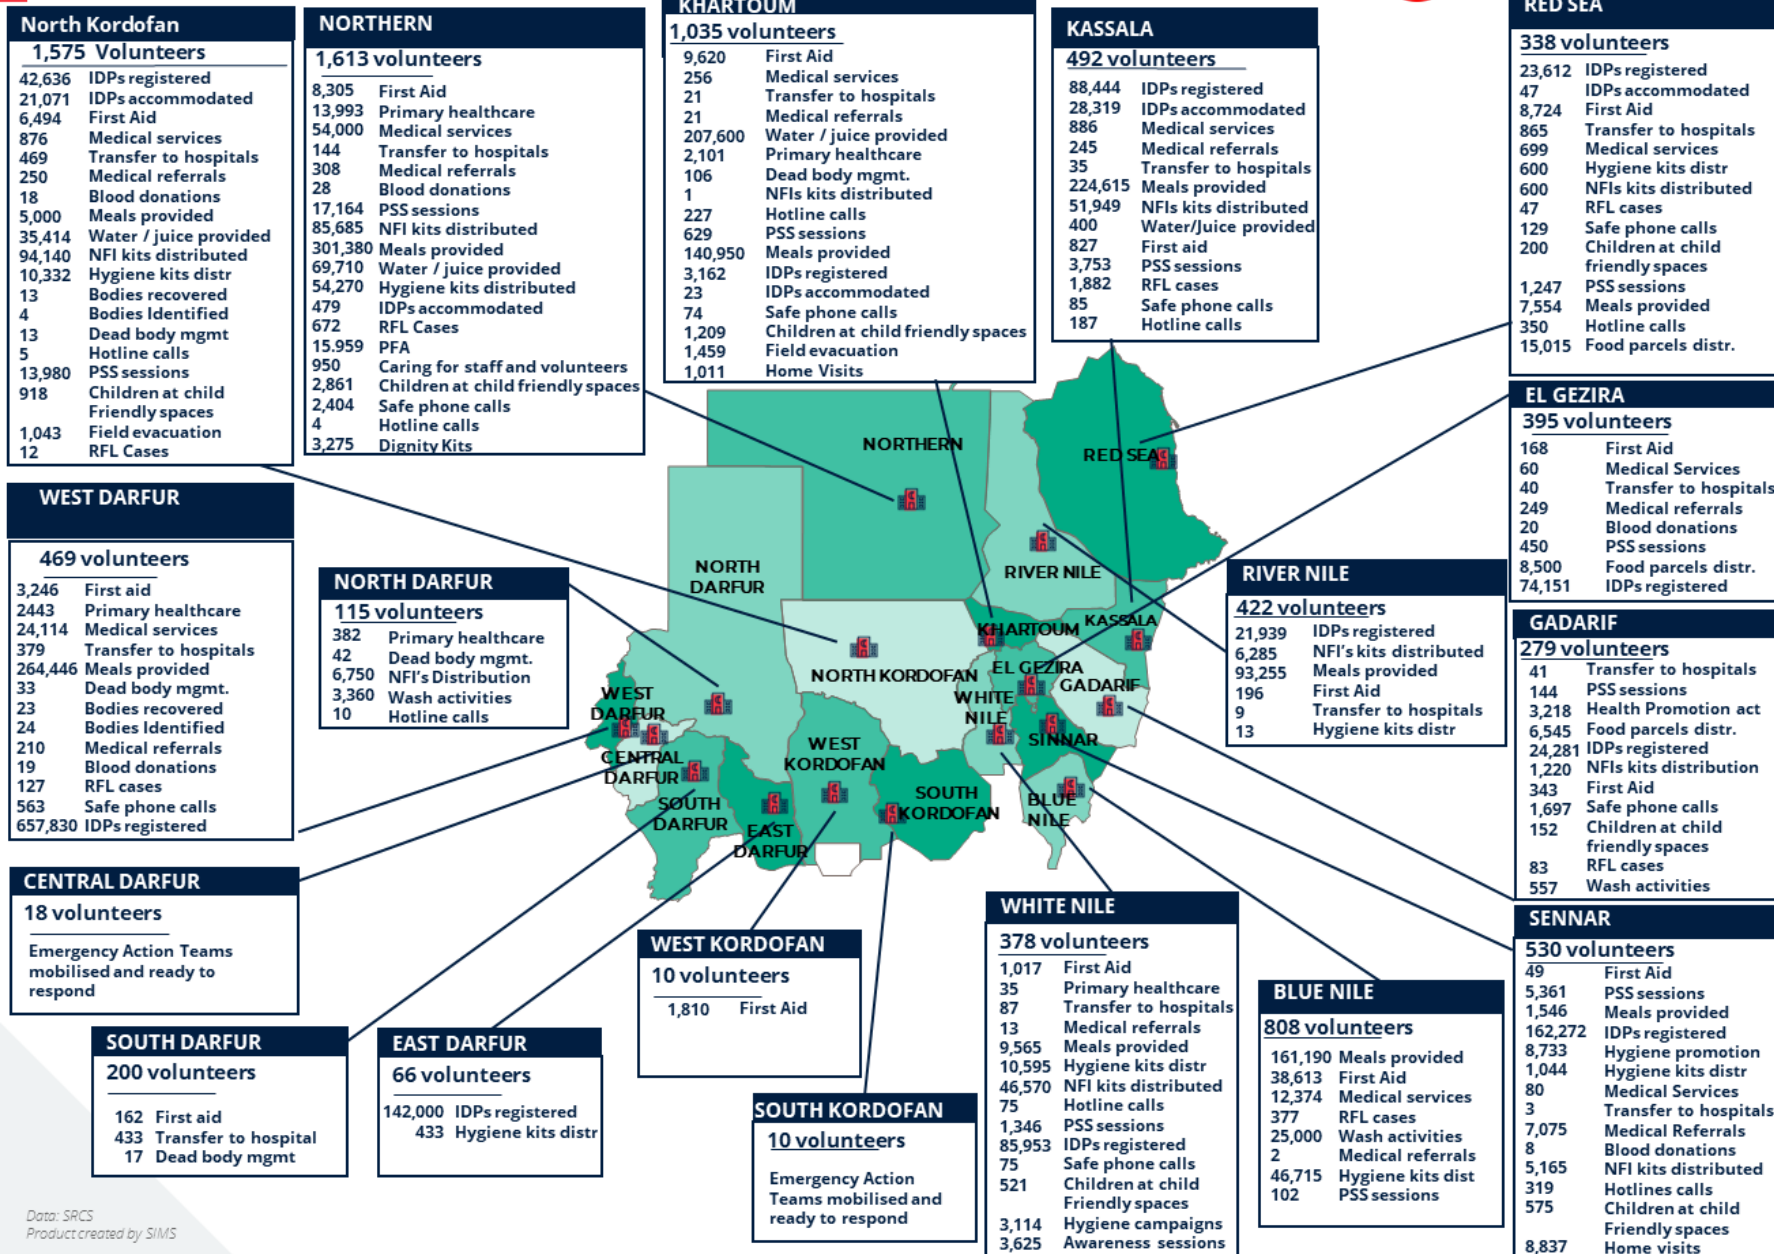 North Kordofan
1,575 Volunteers
42,636 IDPs registered
21,071 IDPs accommodated
6,494 First Aid
876 Medical services
469 Transfer to hospitals
250 Medical referrals
18 Blood donations
5,000 Meals provided
35,414 Water / juice provided
94,140 NFI kits distributed
10,332 Hygiene kits distr
13 Bodies recovered
4 Bodies Identified
13 Dead body mgmt
5 Hotline calls
13,980 PSS sessions
918 Children at child
Friendly spaces
1,043 Field evacuation
12 RFL Cases
NORTHERN
1,613 volunteers
8,305 First Aid
13,993 Primary healthcare
54,000 Medical services
144 Transfer to hospitals
308 Medical referrals
28 Blood donations
17,164 PSS sessions
85,685 NFI kits distributed
301,380 Meals provided
69,710 Water / juice provided
54,270 Hygiene kits distributed
479 IDPs accommodated
672 RFL Cases
15.959 PFA
950 Caring for staff and volunteers
2,861 Children at child friendly spaces
2,404 Safe phone calls
4 Hotline calls
3,275 Dignity Kits
KHARTOUM
1,035 volunteers
9,620 First Aid
256 Medical services
21 Transfer to hospitals
21 Medical referrals
207,600 Water / juice provided
2,101 Primary healthcare
106 Dead body mgmt.
1 NFIs kits distributed
227 Hotline calls
629 PSS sessions
140,950 Meals provided
3,162 IDPs registered
23 IDPs accommodated
74 Safe phone calls
1,209 Children at child friendly spaces
1,459 Field evacuation
1,011 Home Visits
KASSALA
492 volunteers
88,444 IDPs registered
28,319 IDPs accommodated
886 Medical services
245 Medical referrals
35 Transfer to hospitals
224,615 Meals provided
51,949 NFIs kits distributed
400 Water/Juice provided
827 First aid
3,753 PSS sessions
1,882 RFL cases
85 Safe phone calls
187 Hotline calls
RED SEA
338 volunteers
23,612 IDPs registered
47 IDPs accommodated
8,724 First Aid
865 Transfer to hospitals
699 Medical services
600 Hygiene kits distr
600 NFIs kits distributed
47 RFL cases
129 Safe phone calls
200 Children at child
friendly spaces
1,247 PSS sessions
7,554 Meals provided
350 Hotline calls
15,015 Food parcels distr.
EL GEZIRA
395 volunteers
168 First Aid
60 Medical Services
40 Transfer to hospitals
249 Medical referrals
20 Blood donations
450 PSS sessions
8,500 Food parcels distr.
74,151 IDPs registered
WEST DARFUR
469 volunteers
3,246 First aid
2443 Primary healthcare
24,114 Medical services
379 Transfer to hospitals
264,446 Meals provided
33 Dead body mgmt.
23 Bodies recovered
24 Bodies Identified
210 Medical referrals
19 Blood donations
127 RFL cases
563 Safe phone calls
657,830 IDPs registered
NORTH DARFUR
115 volunteers
382 Primary healthcare
42 Dead body mgmt.
6,750 NFI's Distribution
3,360 Wash activities
10 Hotline calls
NORTHERN
RED SEA
NORTH
DARFUR
RIVER NILE
KHARTOUM
KASSALA
NORTH KORDOFAN
EL GEZIRA
GADARIF
WEST
DARFUR
WHITE
NILE
SINNAR
CENTRAL
DARFUR
WEST
KORDOFAN
SOUTH
KORDOFAN
BLUE
NILE
SOUTH
DARFUR
EAST
DARFUR
RIVER NILE
422 volunteers
21,939 IDPs registered
6,285 NFI's kits distributed
93,255 Meals provided
196 First Aid
9 Transfer to hospitals
13 Hygiene kits distr
GADARIF
279 volunteers
41 Transfer to hospitals
144 PSS sessions
3,218 Health Promotion act
6,545 Food parcels distr.
24,281 IDPs registered
1,220 NFIs kits distribution
343 First Aid
1,697 Safe phone calls
152 Children at child
friendly spaces
83 RFL cases
557 Wash activities
CENTRAL DARFUR
18 volunteers
Emergency Action Teams
mobilised and ready to
respond
SOUTH DARFUR
200 volunteers
162 First aid
433 Transfer to hospital
17 Dead body mgmt
EAST DARFUR
66 volunteers
142,000 IDPs registered
433 Hygiene kits distr
WEST KORDOFAN
10 volunteers
1,810 First Aid
SOUTH KORDOFAN
10 volunteers
Emergency Action
Teams mobilised and
ready to respond
WHITE NILE
378 volunteers
1,017 First Aid
35 Primary healthcare
87 Transfer to hospitals
13 Medical referrals
9,565 Meals provided
10,595 Hygiene kits distr
46,570 NFI kits distributed
75 Hotline calls
1,346 PSS sessions
85,953 IDPs registered
75 Safe phone calls
521 Children at child
Friendly spaces
3,114 Hygiene campaigns
3,625 Awareness sessions
BLUE NILE
808 volunteers
161,190 Meals provided
38,613 First Aid
12,374 Medical services
377 RFL cases
25,000 Wash activities
2 Medical referrals
46,715 Hygiene kits dist
102 PSS sessions
SENNAR
530 volunteers
49 First Aid
5,361 PSS sessions
1,546 Meals provided
162,272 IDPs registered
8,733 Hygiene promotion
1,044 Hygiene kits distr
80 Medical Services
3 Transfer to hospitals
7,075 Medical Referrals
8 Blood donations
5,165 NFI kits distributed
319 Hotlines calls
575 Children at child
Friendly spaces
8,837 Home visits
Data: SRCS
Product created by SIMS